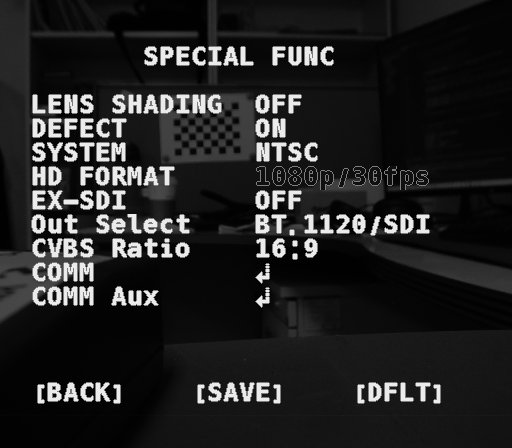 SPECIAL FUNC
LENS SHADING OFF
DEFECT ON
SYSTEM NTSC
HD FORMAT 1080p/30fps
EX-SDI OFF
Out Select BT.1120/SDI
CVBS Ratio 16:9
COMM ↲
COMM Aux ↲
[BACK] [SAVE] [DFLT]